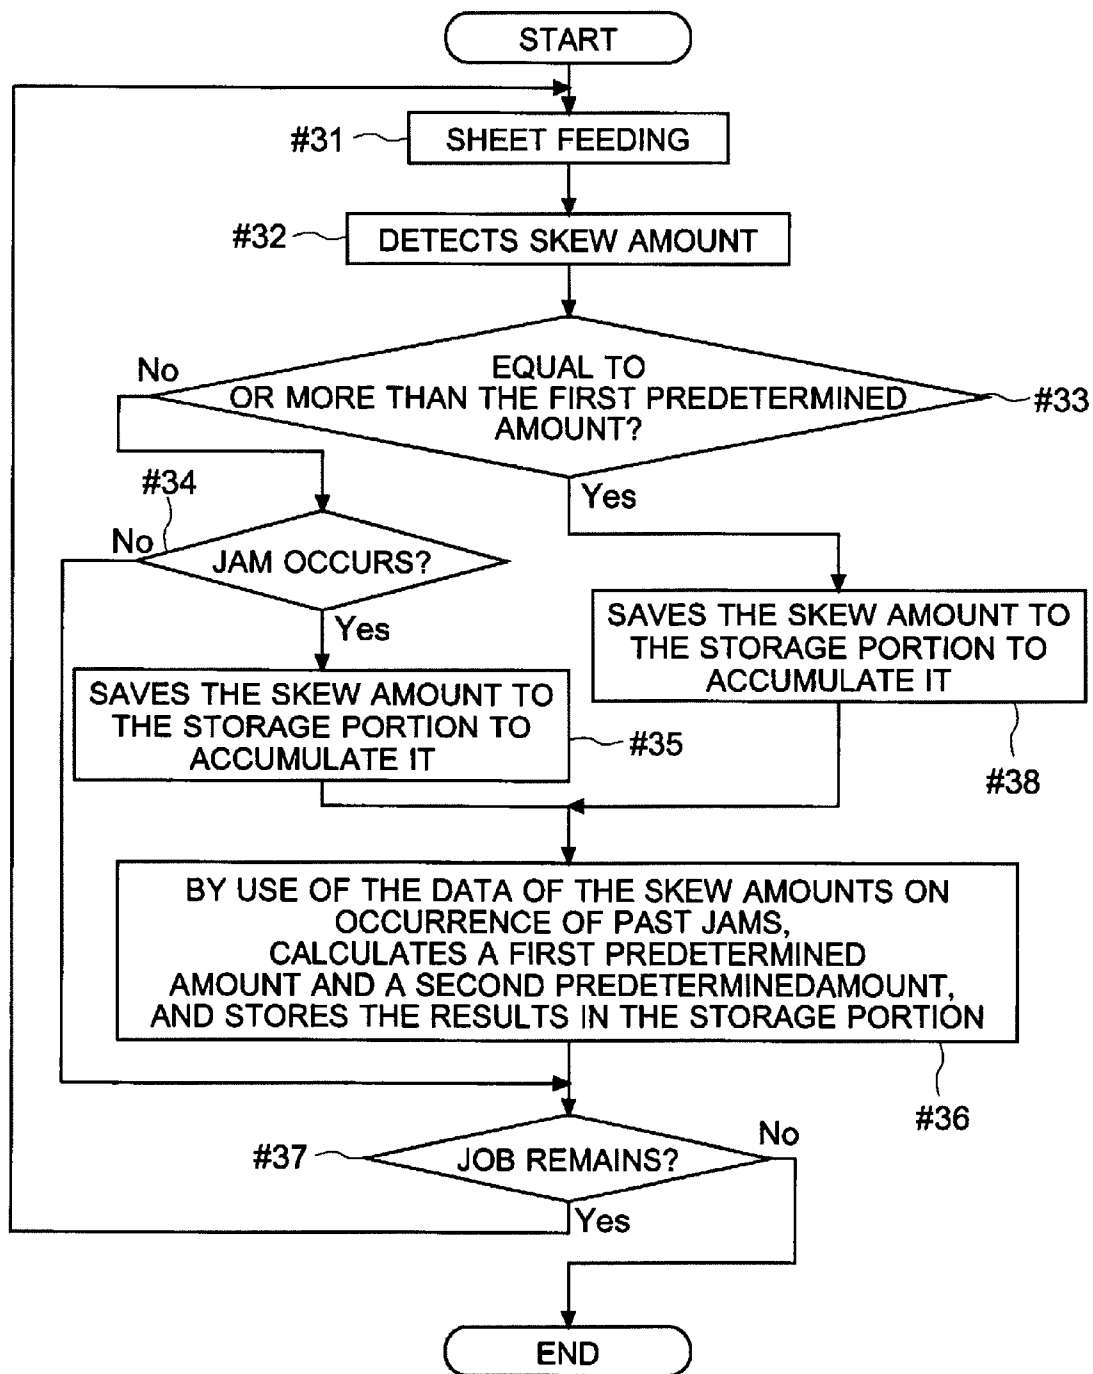 START
#31
SHEET FEEDING
#32
DETECTS SKEW AMOUNT
No
EQUAL TO
OR MORE THAN THE FIRST PREDETERMINED
AMOUNT?
#33
Yes
#34
No
JAM OCCURS?
Yes
SAVES THE SKEW AMOUNT TO
THE STORAGE PORTION TO
ACCUMULATE IT
#35
SAVES THE SKEW AMOUNT TO
THE STORAGE PORTION TO
ACCUMULATE IT
#38
BY USE OF THE DATA OF THE SKEW AMOUNTS ON
OCCURRENCE OF PAST JAMS,
CALCULATES A FIRST PREDETERMINED
AMOUNT AND A SECOND PREDETERMINEDAMOUNT,
AND STORES THE RESULTS IN THE STORAGE PORTION
#36
#37
JOB REMAINS?
No
Yes
END